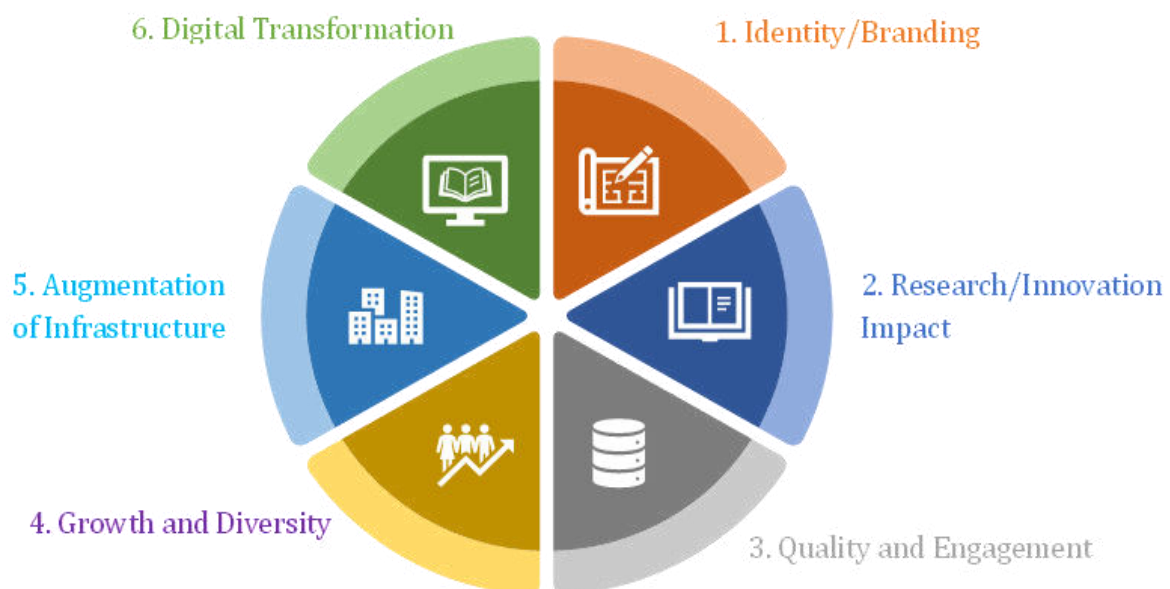 1. Identity/Branding
2. Research/Innovation
Impact
3. Quality and Engagement
4. Growth and Diversity
5. Augmentation
of Infrastructure
6. Digital Transformation